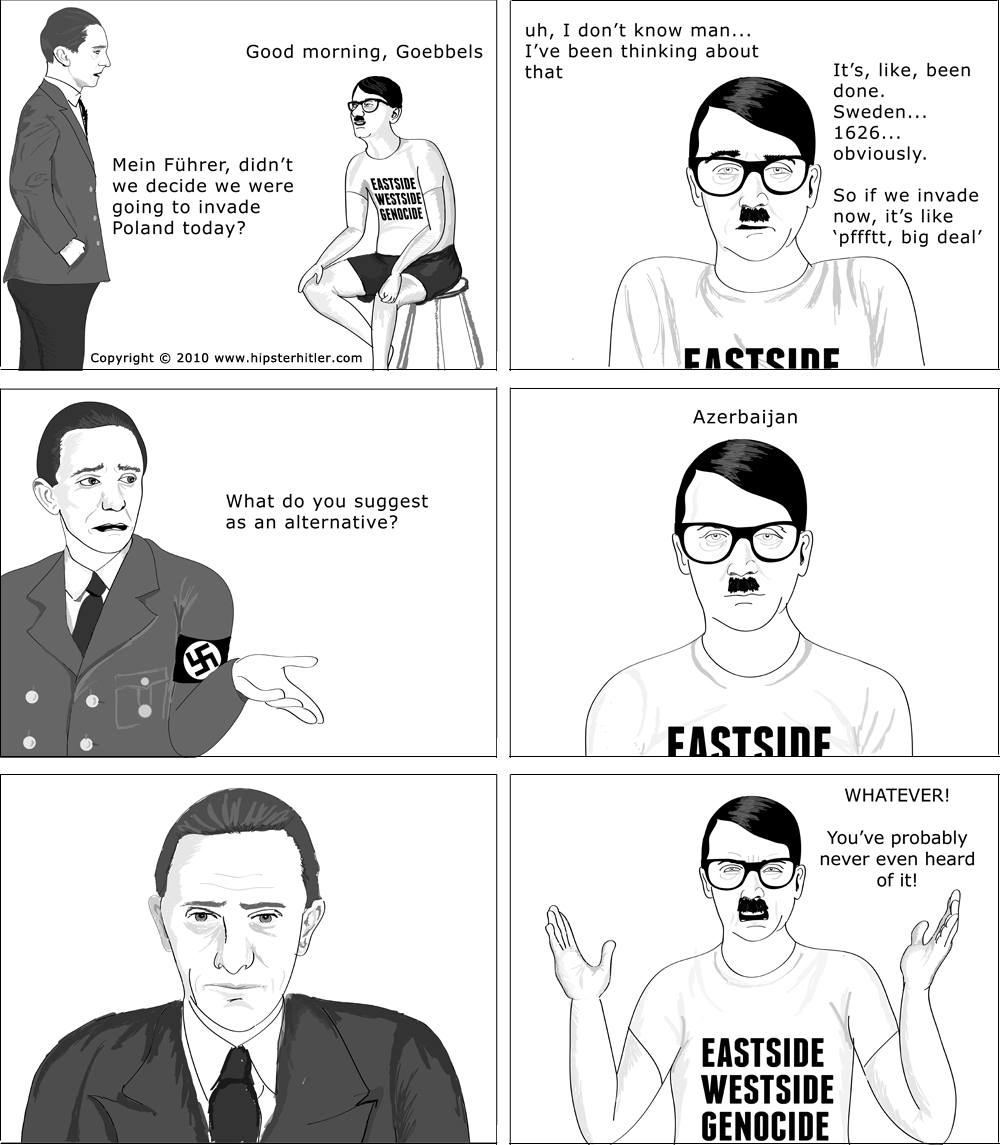 Good morning, Goebbels
Mein Führer, didn't
we decide we were
going to invade
Poland today?
EASTSIDE
WESTSIDE
GENOCIDE
Copyright © 2010 www.hipsterhitler.com
uh, I don't know man...
I've been thinking about
that
It's, like, been
done.
Sweden...
1626...
obviously.
So if we invade
now, it's like
'pffftt, big deal'
EASTSIDE
What do you suggest
as an alternative?
Azerbaijan
EASTSIDE
WHATEVER!
You've probably
never even heard
of it!
EASTSIDE
WESTSIDE
GENOCIDE